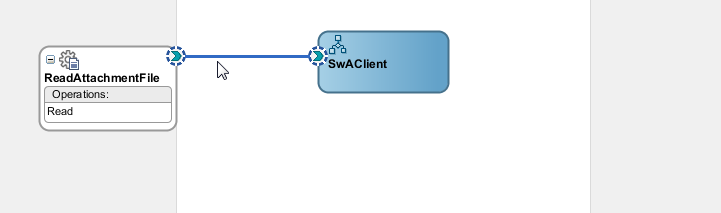 ReadAttachmentFile
Operations:
Read
SwAClient